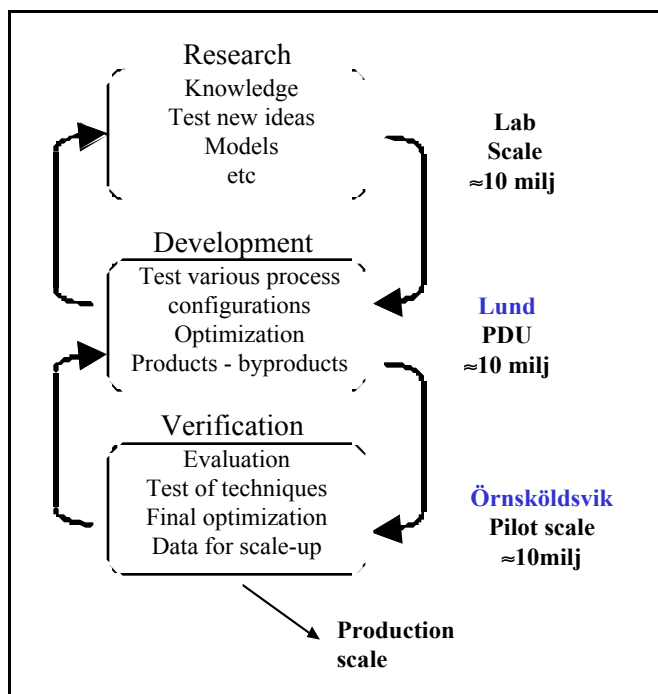 Research
Knowledge
Test new ideas
Models
etc
Lab
Scale
≈10 milj
Development
Test various process
configurations
Optimization
Products - byproducts
Lund
PDU
≈10 milj
Verification
Evaluation
Test of techniques
Final optimization
Data for scale-up
Örnsköldsvik
Pilot scale
≈10milj
Production
scale